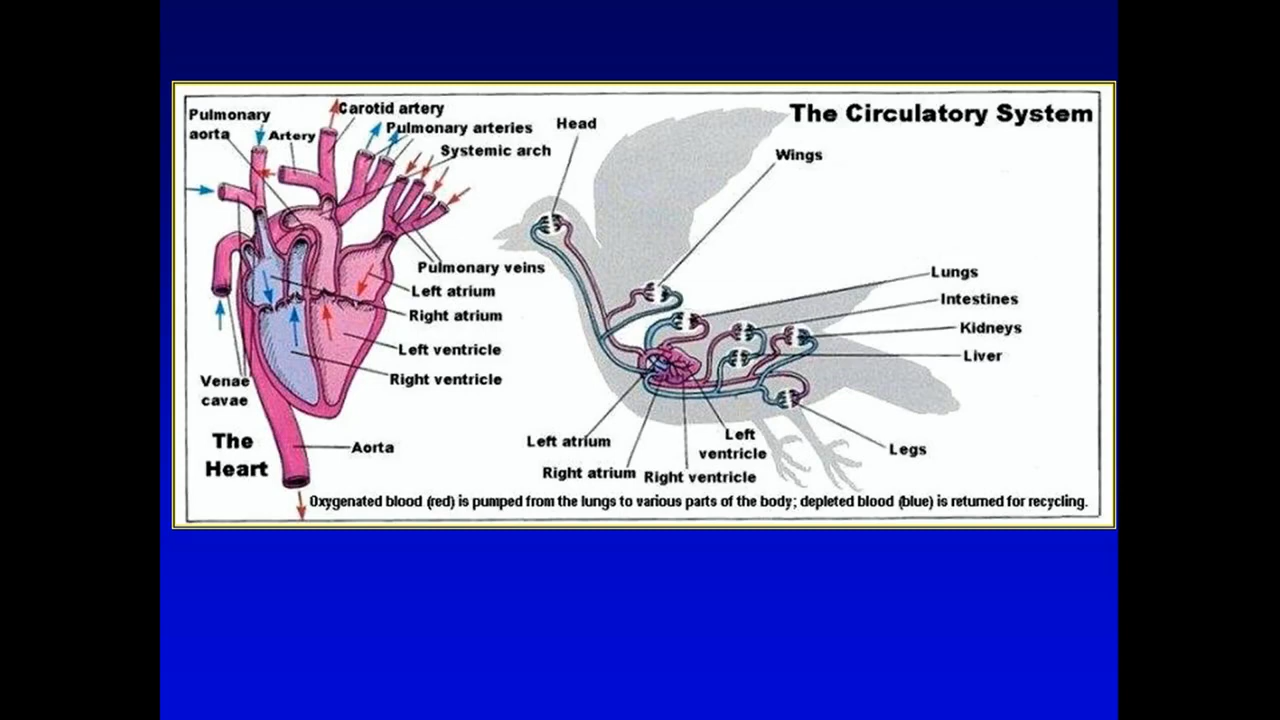 The Circulatory System
Pulmonary
aorta
Artery
Carotid artery
Pulmonary arteries
Systemic arch
Pulmonary veins
Left atrium
Right atrium
Left ventricle
Right ventricle
Venae
cavae
The
Heart
Aorta
Head
Wings
Lungs
Intestines
Kidneys
Liver
Legs
Left atrium
Right atrium
Left
ventricle
Right ventricle
Oxygenated blood (red) is pumped from the lungs to various parts of the body; depleted blood (blue) is returned for recycling.